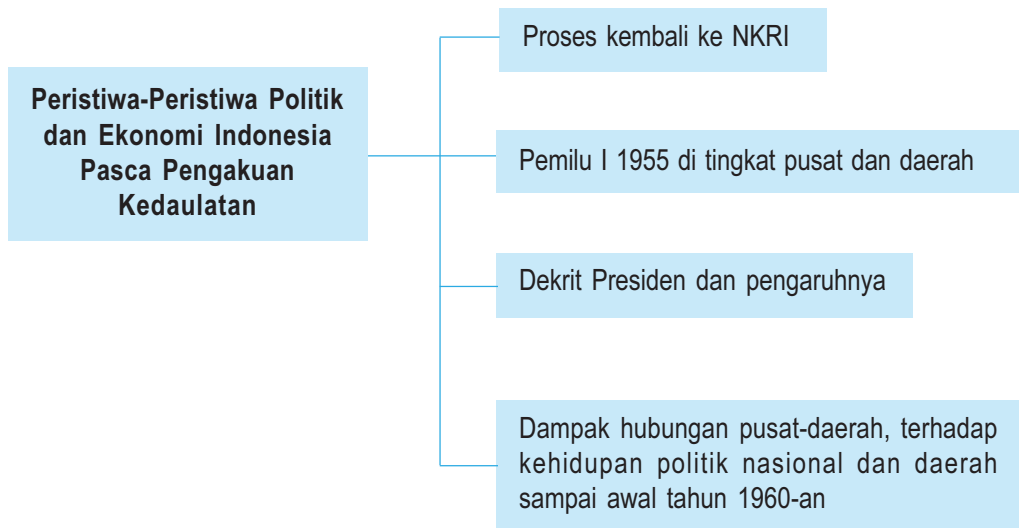 Peristiwa-Peristiwa Politik
dan Ekonomi Indonesia
Pasca Pengakuan
Kedaulatan
Proses kembali ke NKRI
Pemilu I 1955 di tingkat pusat dan daerah
Dekrit Presiden dan pengaruhnya
Dampak hubungan pusat-daerah, terhadap
kehidupan politik nasional dan daerah
sampai awal tahun 1960-an